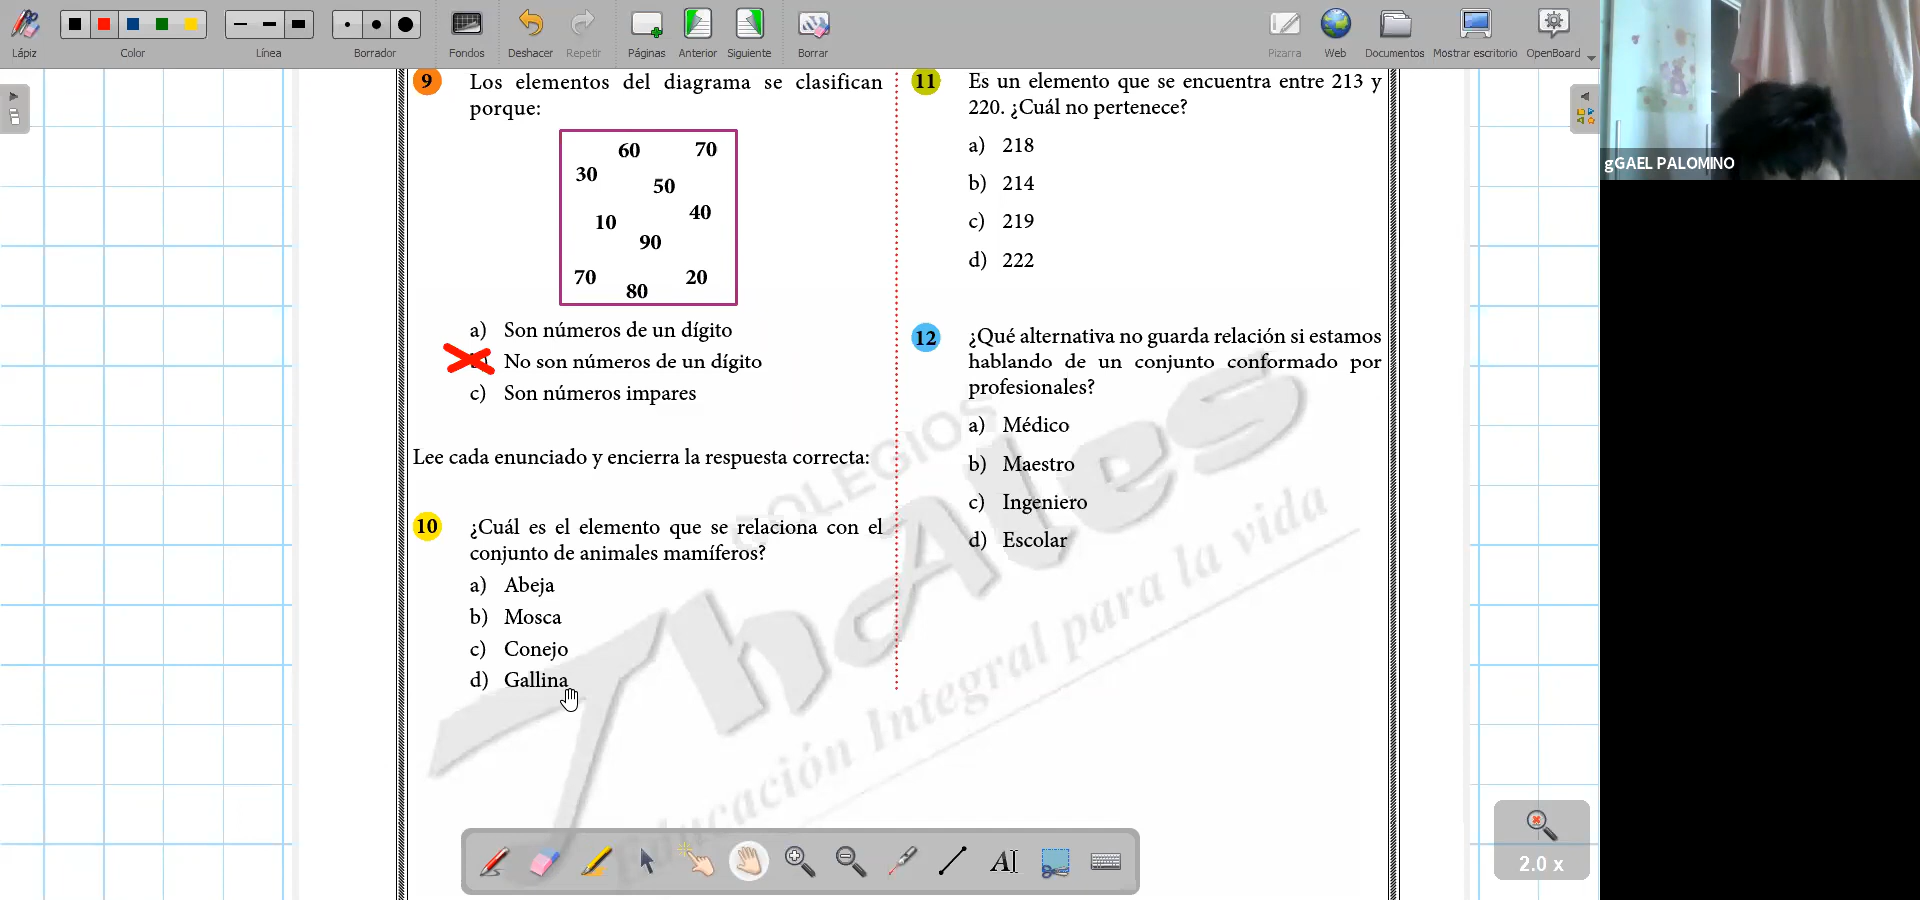 Lápiz
Color
Línea
Borrador
Fondos
Deshacer
Repetir
Páginas
Anterior
Siguiente
Borrar
Pizarra
Web
Documentos
Mostrar escritorio
OpenBoard
gGAEL PALOMINO
9 Los elementos del diagrama se clasifican
porque:
60 70
30
50
40
10
90
70 20
80
a) Son números de un dígito
No son números de un dígito
c) Son números impares
Lee cada enunciado y encierra la respuesta correcta:
10 ¿Cuál es el elemento que se relaciona con el
conjunto de animales mamíferos?
a) Abeja
b) Mosca
c) Conejo
d) Gallina
11 Es un elemento que se encuentra entre 213 y
220. ¿Cuál no pertenece?
a) 218
b) 214
c) 219
d) 222
12 ¿Qué alternativa no guarda relación si estamos
hablando de un conjunto conformado por
profesionales?
a) Médico
b) Maestro
c) Ingeniero
d) Escolar
COLEGIOS
Thales
Educación Integral para la vida
AI
2.0 x